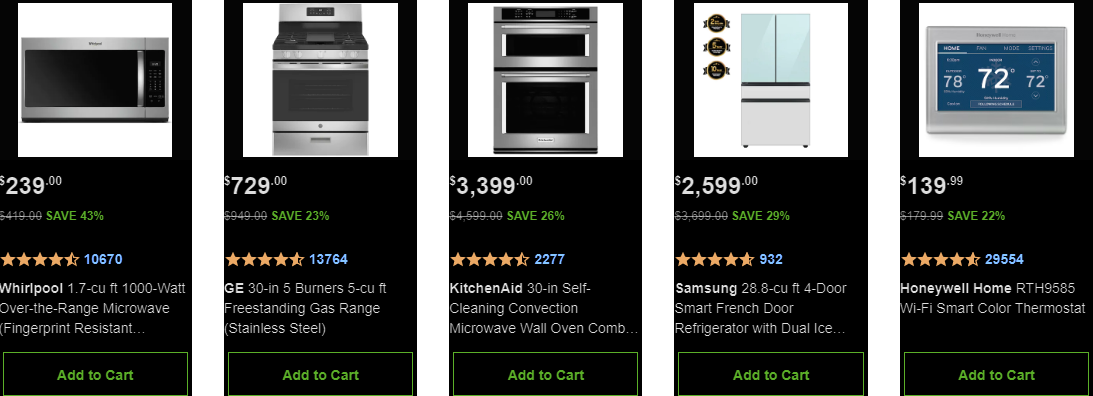 Whirlpool
Honeywell Home
HOME FAN MODE SETTINGS
78° 72° 72°
FOLLOWING SCHEDULE
KitchenAid
$239.00
$419.00 SAVE 43%
10670
Whirlpool 1.7-cu ft 1000-Watt
Over-the-Range Microwave
(Fingerprint Resistant…
Add to Cart
$729.00
$949.00 SAVE 23%
13764
GE 30-in 5 Burners 5-cu ft
Freestanding Gas Range
(Stainless Steel)
Add to Cart
$3,399.00
$4,599.00 SAVE 26%
2277
KitchenAid 30-in Self-
Cleaning Convection
Microwave Wall Oven Comb…
Add to Cart
$2,599.00
$3,699.00 SAVE 29%
932
Samsung 28.8-cu ft 4-Door
Smart French Door
Refrigerator with Dual Ice…
Add to Cart
$139.99
$179.99 SAVE 22%
29554
Honeywell Home RTH9585
Wi-Fi Smart Color Thermostat
Add to Cart